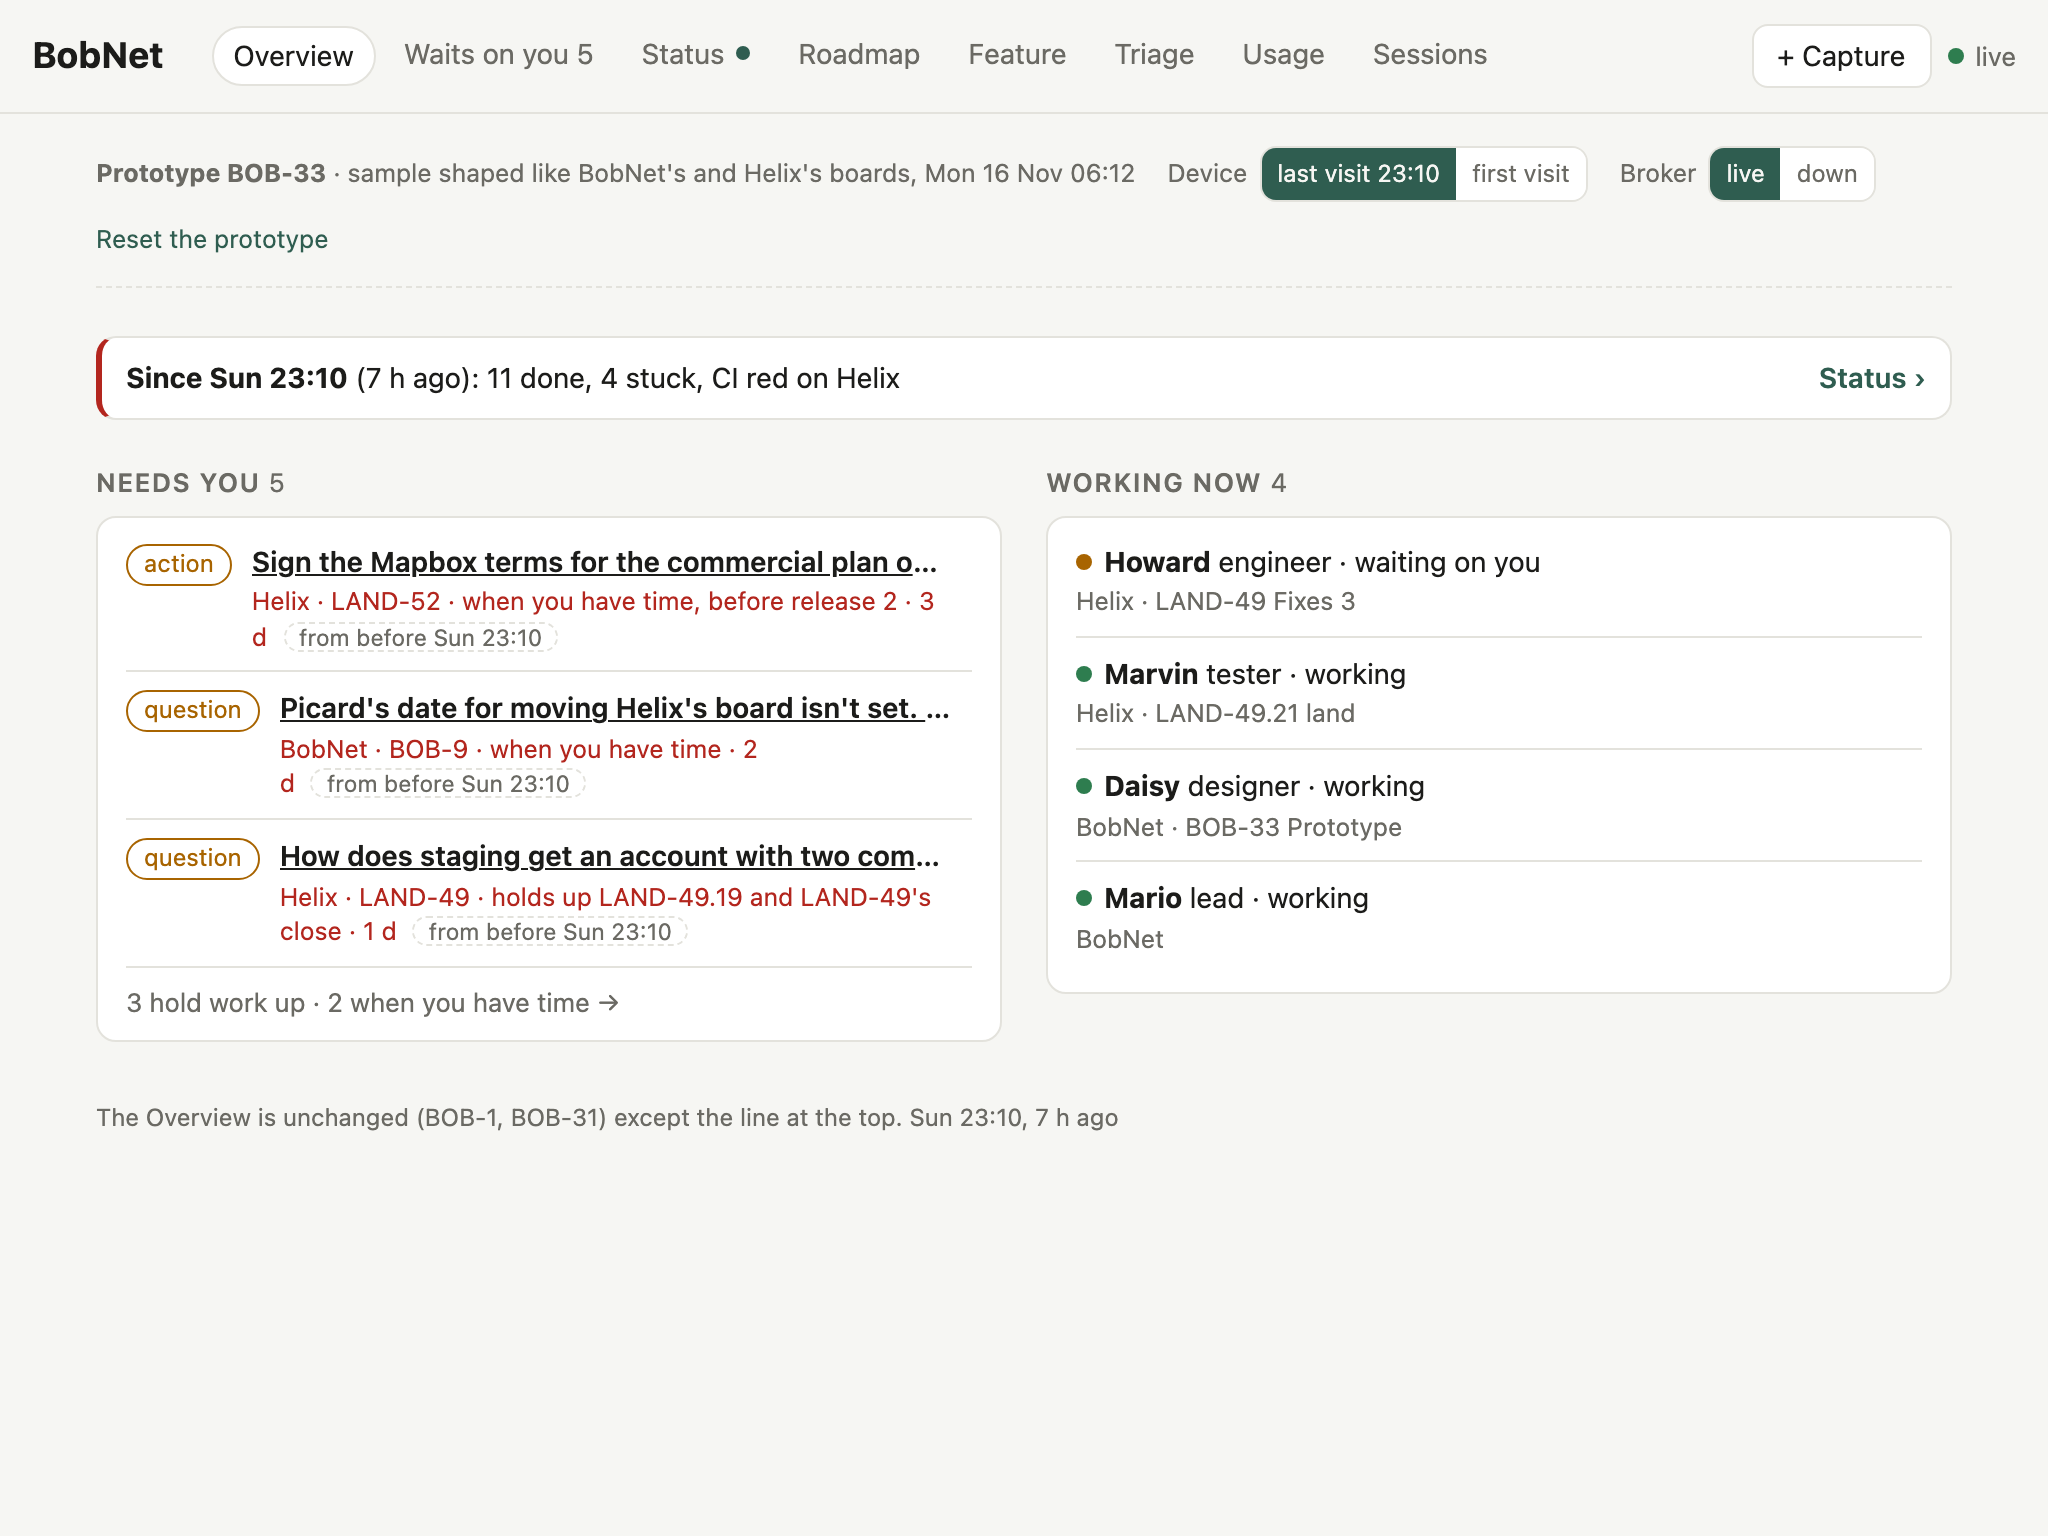 BobNet Overview Waits on you 5 Status Roadmap Feature Triage Usage Sessions + Capture live
Prototype BOB-33 · sample shaped like BobNet's and Helix's boards, Mon 16 Nov 06:12 Device last visit 23:10 first visit Broker live down
Reset the prototype
Since Sun 23:10 (7 h ago): 11 done, 4 stuck, CI red on Helix Status ›
NEEDS YOU 5
action Sign the Mapbox terms for the commercial plan o...
Helix · LAND-52 · when you have time, before release 2 · 3
d from before Sun 23:10
question Picard's date for moving Helix's board isn't set. ...
BobNet · BOB-9 · when you have time · 2
d from before Sun 23:10
question How does staging get an account with two com...
Helix · LAND-49 · holds up LAND-49.19 and LAND-49's
close · 1 d from before Sun 23:10
3 hold work up · 2 when you have time →
WORKING NOW 4
Howard engineer · waiting on you
Helix · LAND-49 Fixes 3
Marvin tester · working
Helix · LAND-49.21 land
Daisy designer · working
BobNet · BOB-33 Prototype
Mario lead · working
BobNet
The Overview is unchanged (BOB-1, BOB-31) except the line at the top. Sun 23:10, 7 h ago